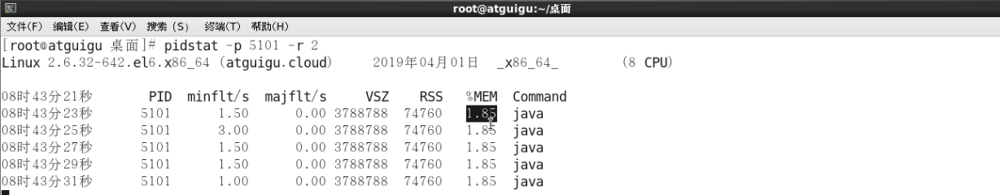 root@atguigu:~/桌面
文件(F) 编辑(E) 查看(V) 搜索 (S) 终端(T) 帮助(H)
[root@atguigu 桌面]# pidstat -p 5101 -r 2
Linux 2.6.32-642.el6.x86_64 (atguigu.cloud) 2019年04月01日 _x86_64_ (8 CPU)
08时43分21秒 PID minflt/s majflt/s VSZ RSS %MEM Command
08时43分23秒 5101 1.50 0.00 3788788 74760 1.85 java
08时43分25秒 5101 3.00 0.00 3788788 74760 1.85 java
08时43分27秒 5101 1.50 0.00 3788788 74760 1.85 java
08时43分29秒 5101 1.50 0.00 3788788 74760 1.85 java
08时43分31秒 5101 1.00 0.00 3788788 74760 1.85 java